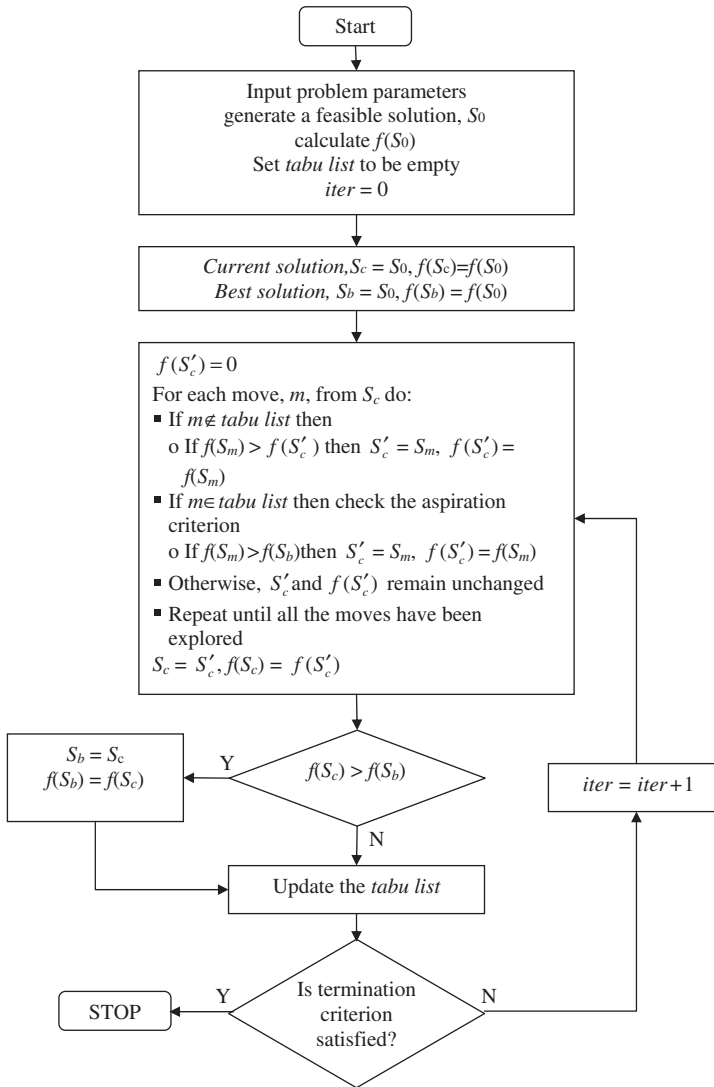 Start
Input problem parameters
generate a feasible solution, S0
calculate f(S0)
Set tabu list to be empty
iter = 0
Current solution,Sc = S0, f(Sc)=f(S0)
Best solution, Sb = S0, f(Sb) = f(S0)
f(S′c) = 0
For each move, m, from Sc do:
▪ If m∉ tabu list then
o If f(Sm) > f(S′c ) then S′c = Sm, f(S′c) =
f(Sm)
▪ If m∈ tabu list then check the aspiration
criterion
o If f(Sm)>f(Sb)then S′c = Sm, f(S′c) = f(Sm)
▪ Otherwise, S′c and f(S′c) remain unchanged
▪ Repeat until all the moves have been
explored
Sc = S′c, f(Sc) = f(S′c)
Sb = Sc
f(Sb) = f(Sc)
Y
f(Sc) > f(Sb)
iter = iter+1
N
Update the tabu list
STOP
Y
Is termination
criterion
satisfied?
N